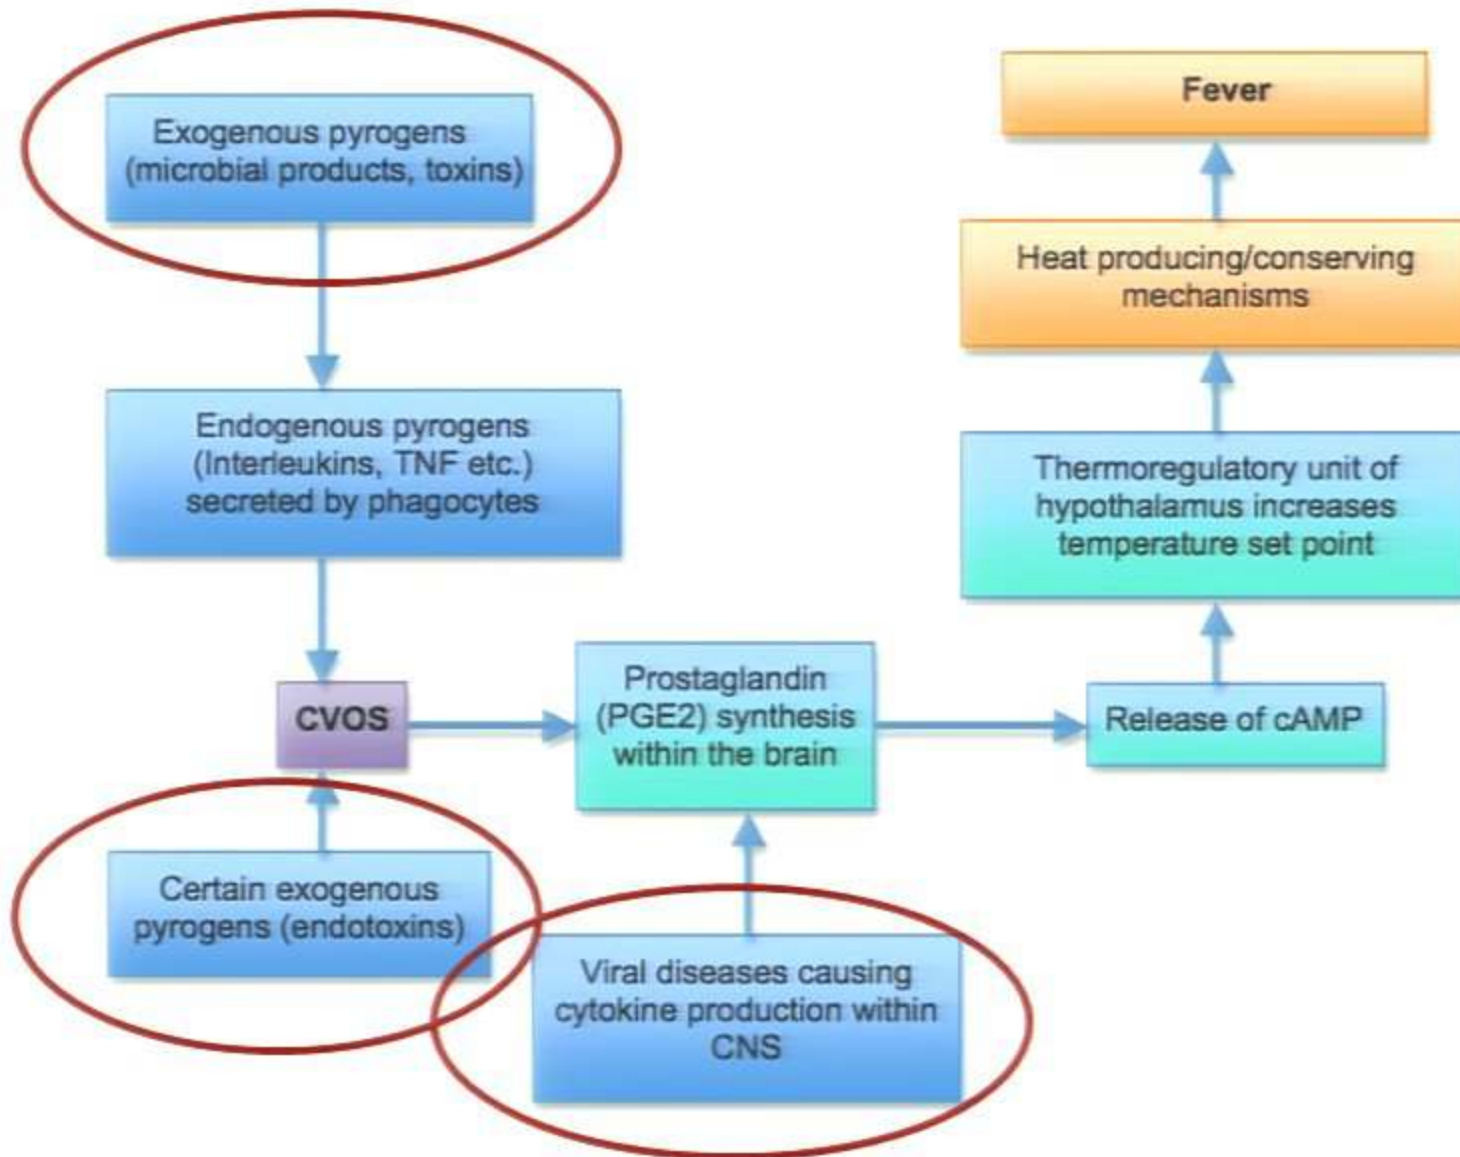 Exogenous pyrogens
(microbial products, toxins)
Endogenous pyrogens
(Interleukins, TNF etc.)
secreted by phagocytes
CVOS
Certain exogenous
pyrogens (endotoxins)
Prostaglandin
(PGE2) synthesis
within the brain
Viral diseases causing
cytokine production within
CNS
Release of cAMP
Thermoregulatory unit of
hypothalamus increases
temperature set point
Heat producing/conserving
mechanisms
Fever